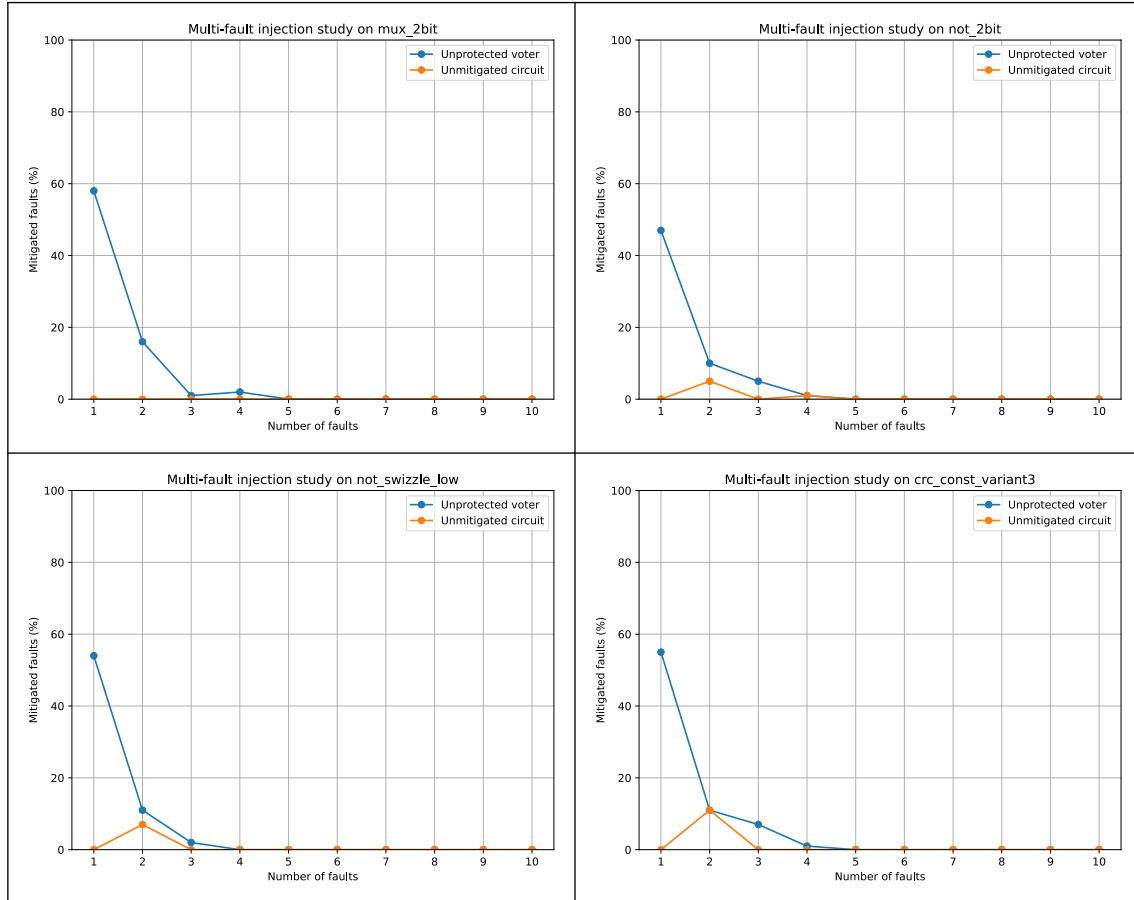 Multi-fault injection study on mux_2bit
Unprotected voter
Unmitigated circuit
Mitigated faults (%)
100
80
60
40
20
0
1 2 3 4 5 6 7 8 9 10
Number of faults
Multi-fault injection study on not_2bit
Unprotected voter
Unmitigated circuit
Mitigated faults (%)
100
80
60
40
20
0
1 2 3 4 5 6 7 8 9 10
Number of faults
Multi-fault injection study on not_swizzle_low
Unprotected voter
Unmitigated circuit
Mitigated faults (%)
100
80
60
40
20
0
1 2 3 4 5 6 7 8 9 10
Number of faults
Multi-fault injection study on crc_const_variant3
Unprotected voter
Unmitigated circuit
Mitigated faults (%)
100
80
60
40
20
0
1 2 3 4 5 6 7 8 9 10
Number of faults